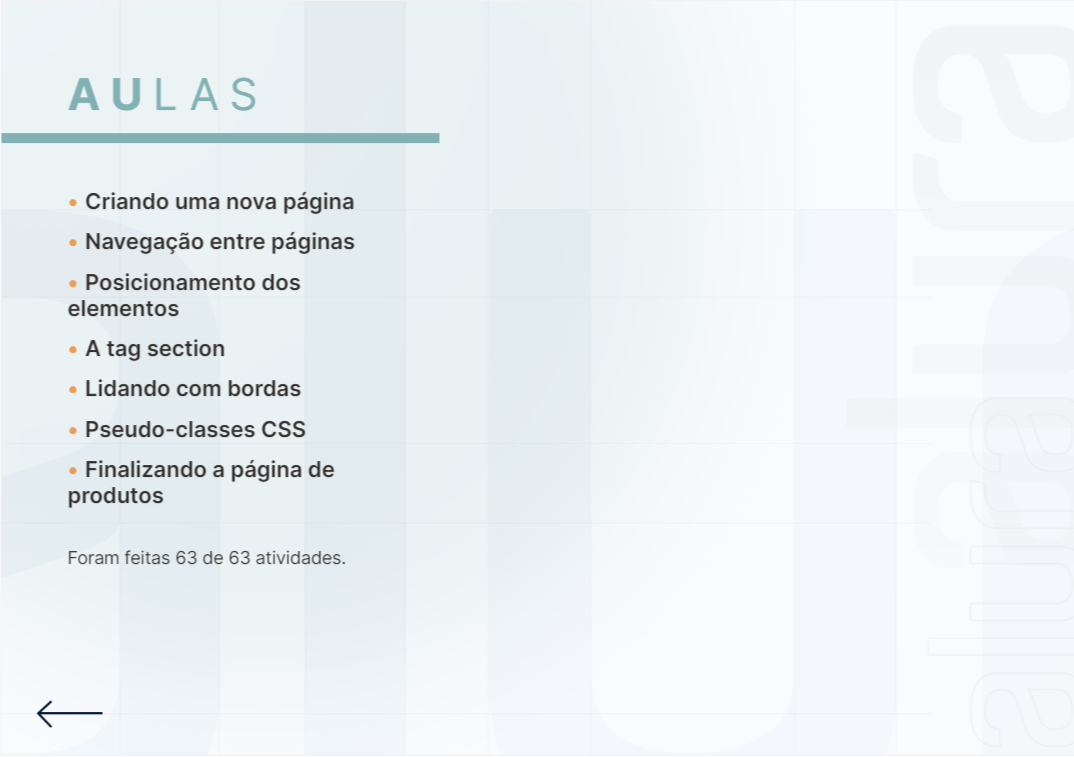 AULAS
• Criando uma nova página
• Navegação entre páginas
• Posicionamento dos
elementos
• A tag section
• Lidando com bordas
• Pseudo-classes CSS
• Finalizando a página de
produtos
Foram feitas 63 de 63 atividades.
alura
alura